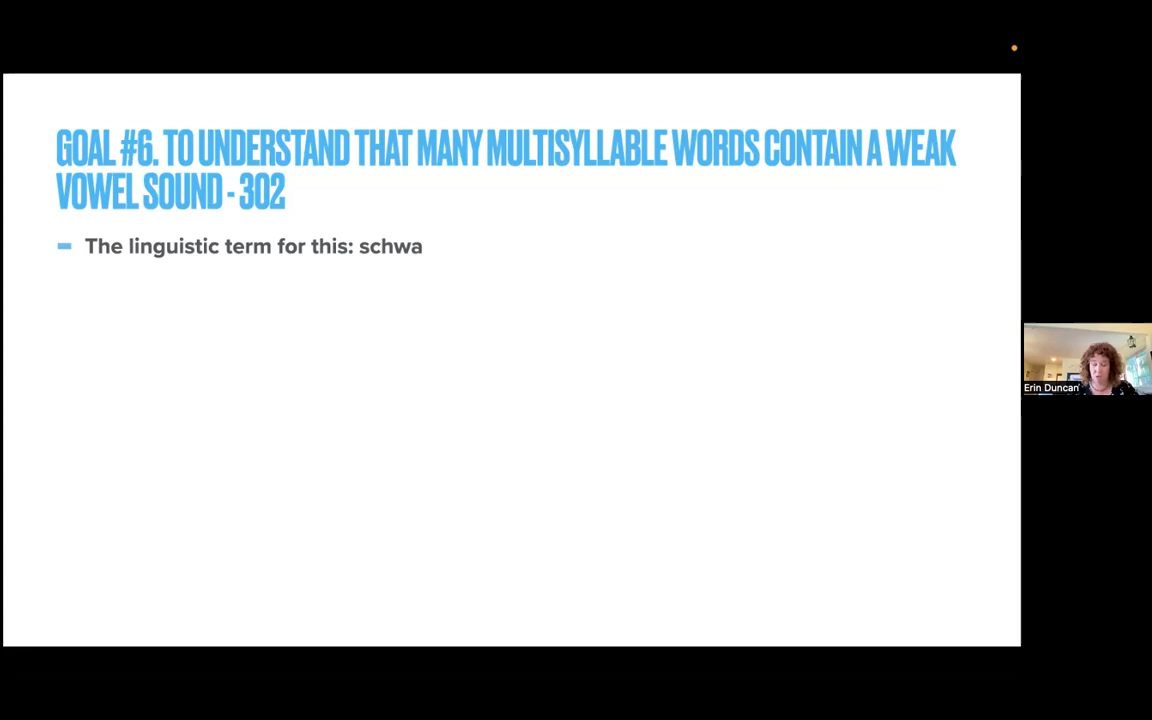 GOAL #6. TO UNDERSTAND THAT MANY MULTISYLLABLE WORDS CONTAIN A WEAK
VOWEL SOUND - 302
The linguistic term for this: schwa
Erin Duncan